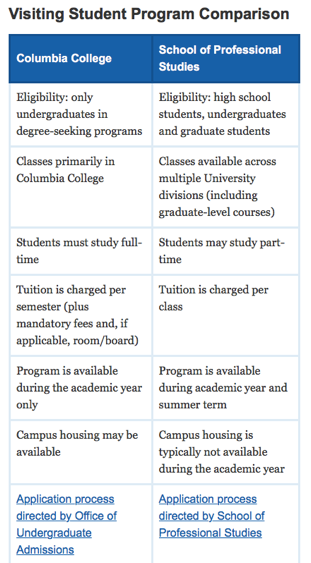 Visiting Student Program Comparison
Columbia College
School of Professional
Studies
Eligibility: only
undergraduates in
degree-seeking programs
Eligibility: high school
students, undergraduates
and graduate students
Classes primarily in
Columbia College
Classes available across
multiple University
divisions (including
graduate-level courses)
Students must study full-
time
Students may study part-
time
Tuition is charged per
semester (plus
mandatory fees and, if
applicable, room/board)
Tuition is charged per
class
Program is available
during the academic year
only
Program is available
during academic year and
summer term
Campus housing may be
available
Campus housing is
typically not available
during the academic year
Application process
directed by Office of
Undergraduate
Admissions
Application process
directed by School of
Professional Studies